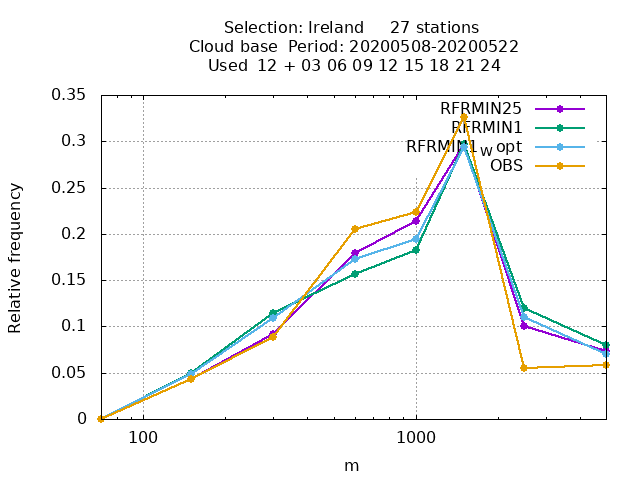 Selection: Ireland 27 stations
Cloud base Period: 20200508-20200522
Used 12 + 03 06 09 12 15 18 21 24
0.35
0.3
0.25
0.2
0.15
0.1
0.05
0
Relative frequency
RFRMIN25
RFRMIN1
RFRMIN1w opt
OBS
100 1000
m